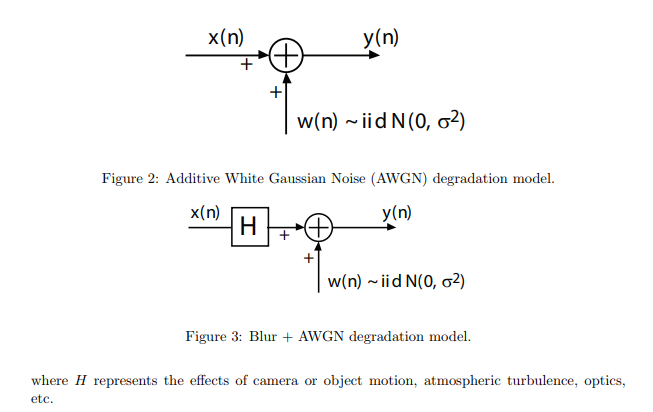 x(n)
y(n)
+
+
w(n) ~ iid N(0, σ²)
Figure 2: Additive White Gaussian Noise (AWGN) degradation model.
x(n)
H
y(n)
+
+
w(n) ~ iid N(0, σ²)
Figure 3: Blur + AWGN degradation model.
where H represents the effects of camera or object motion, atmospheric turbulence, optics,
etc.